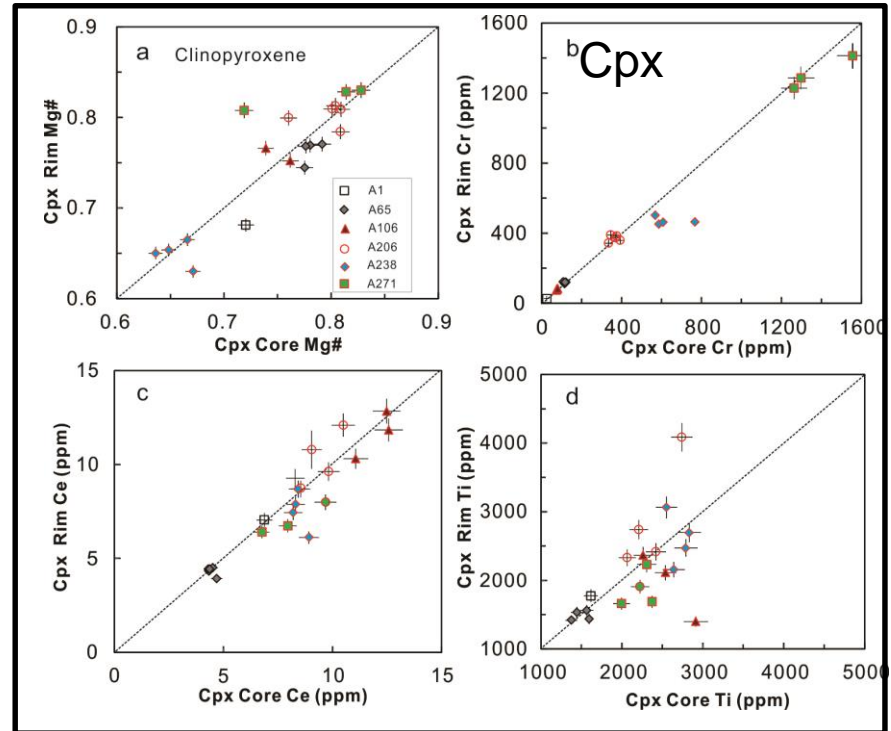 a Clinopyroxene
0.9
0.8
0.7
0.6
Cpx Rim Mg#
A1
A65
A106
A206
A238
A271
0.6 0.7 0.8 0.9
Cpx Core Mg#
b Cpx
1600
1200
800
400
0
Cpx Rim Cr (ppm)
0 400 800 1200 1600
Cpx Core Cr (ppm)
c
15
10
5
0
Cpx Rim Ce (ppm)
0 5 10 15
Cpx Core Ce (ppm)
d
5000
4000
3000
2000
1000
Cpx Rim Ti (ppm)
1000 2000 3000 4000 5000
Cpx Core Ti (ppm)